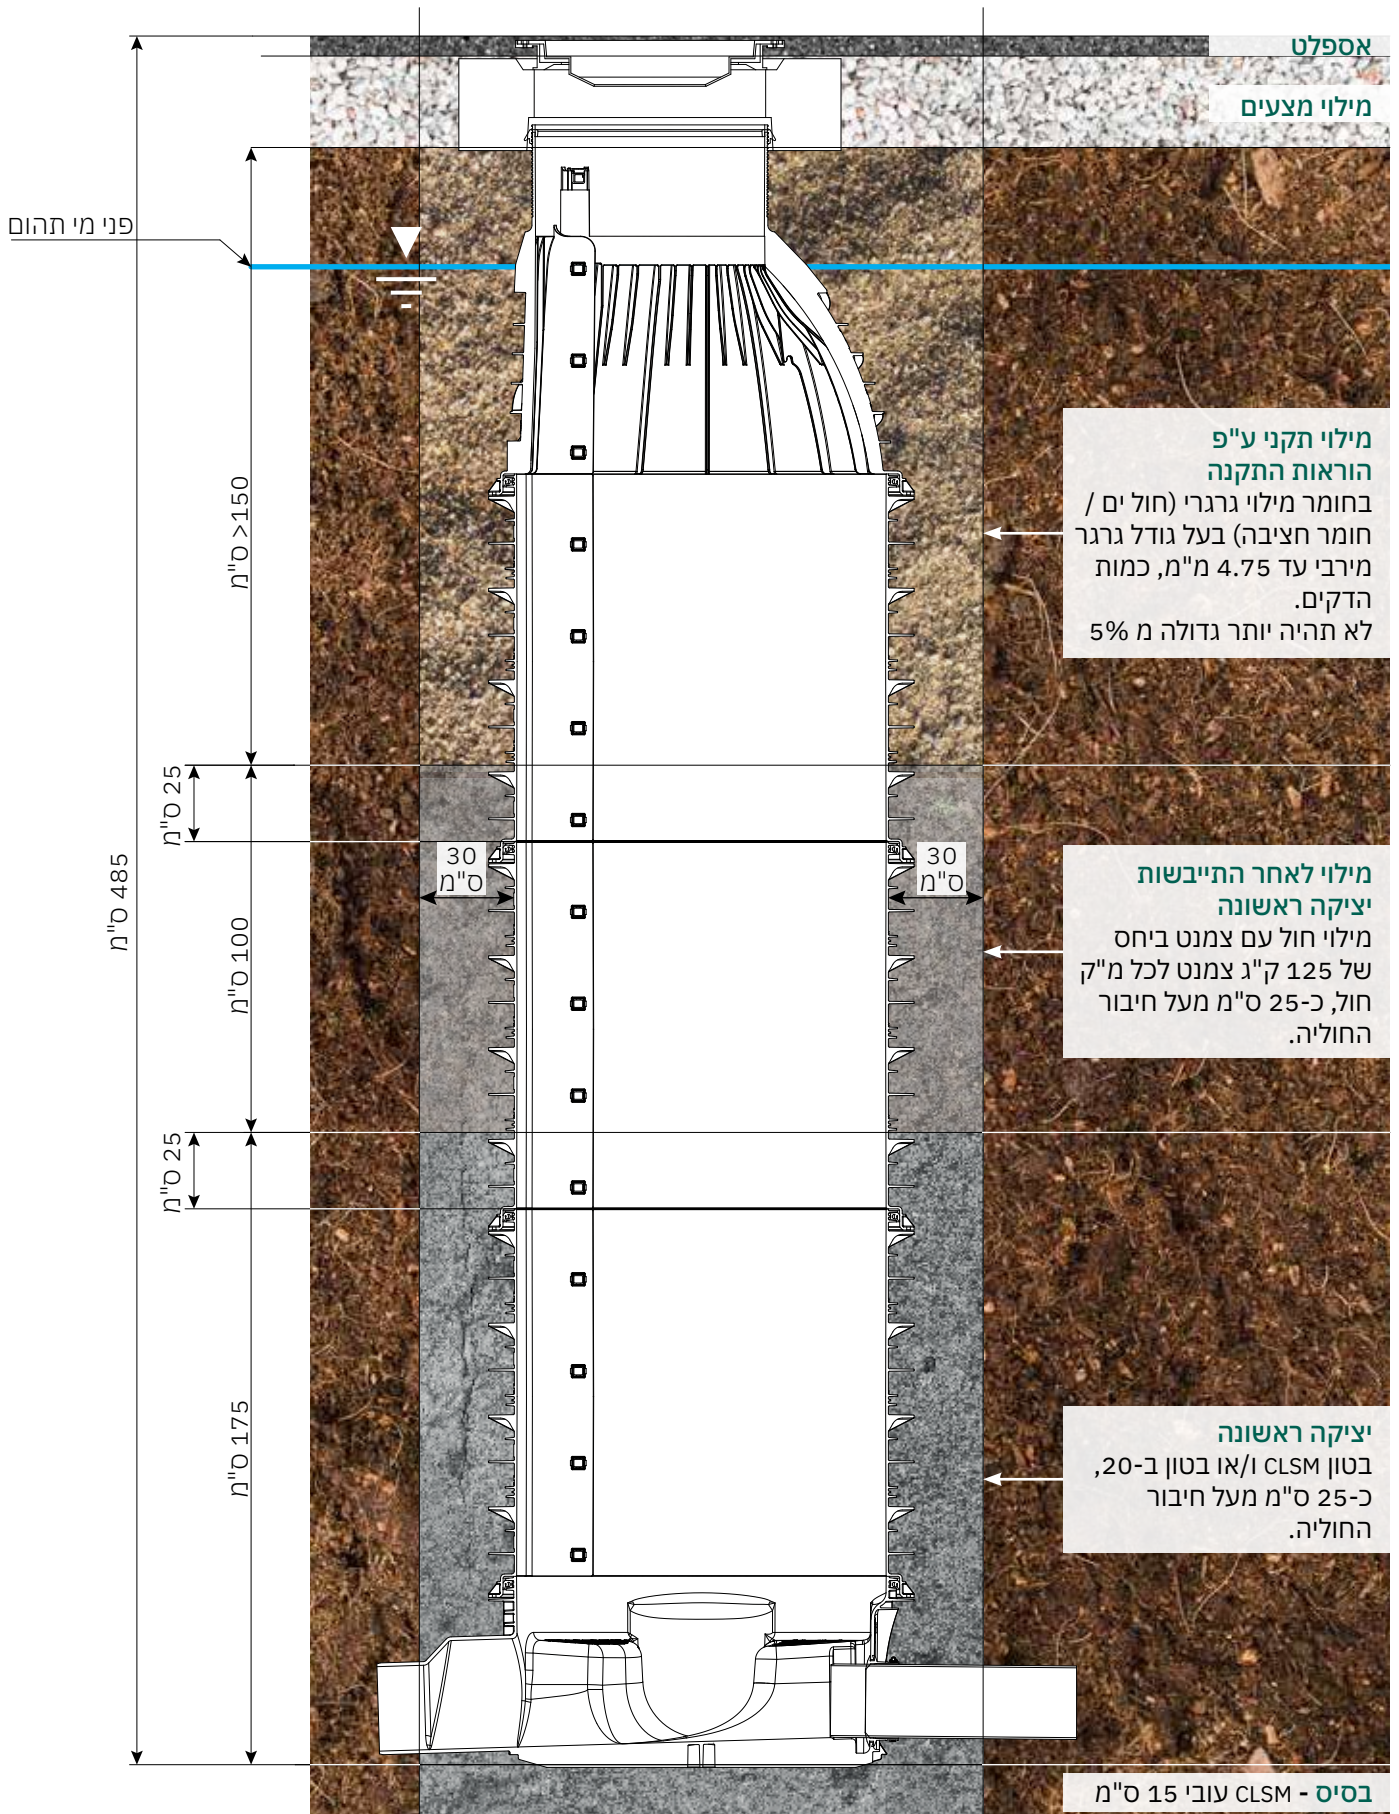 אספלט
מילוי מצעים
פני מי תהום
מילוי תקני ע"פ
הוראות התקנה
בחומר מילוי גרגרי (חול ים /
חומר חציבה) בעל גודל גרגר
מירבי עד 4.75 מ"מ, כמות
הדקים.
לא תהיה יותר גדולה מ 5%
150< ס"מ
25 ס"מ
485 ס"מ
100 ס"מ
30
ס"מ
30
ס"מ
מילוי לאחר התייבשות
יציקה ראשונה
מילוי חול עם צמנט ביחס
של 125 ק"ג צמנט לכל מ"ק
חול, כ-25 ס"מ מעל חיבור
החוליה.
25 ס"מ
175 ס"מ
יציקה ראשונה
בטון CLSM ו/או בטון ב-20,
כ-25 ס"מ מעל חיבור
החוליה.
בסיס - CLSM עובי 15 ס"מ